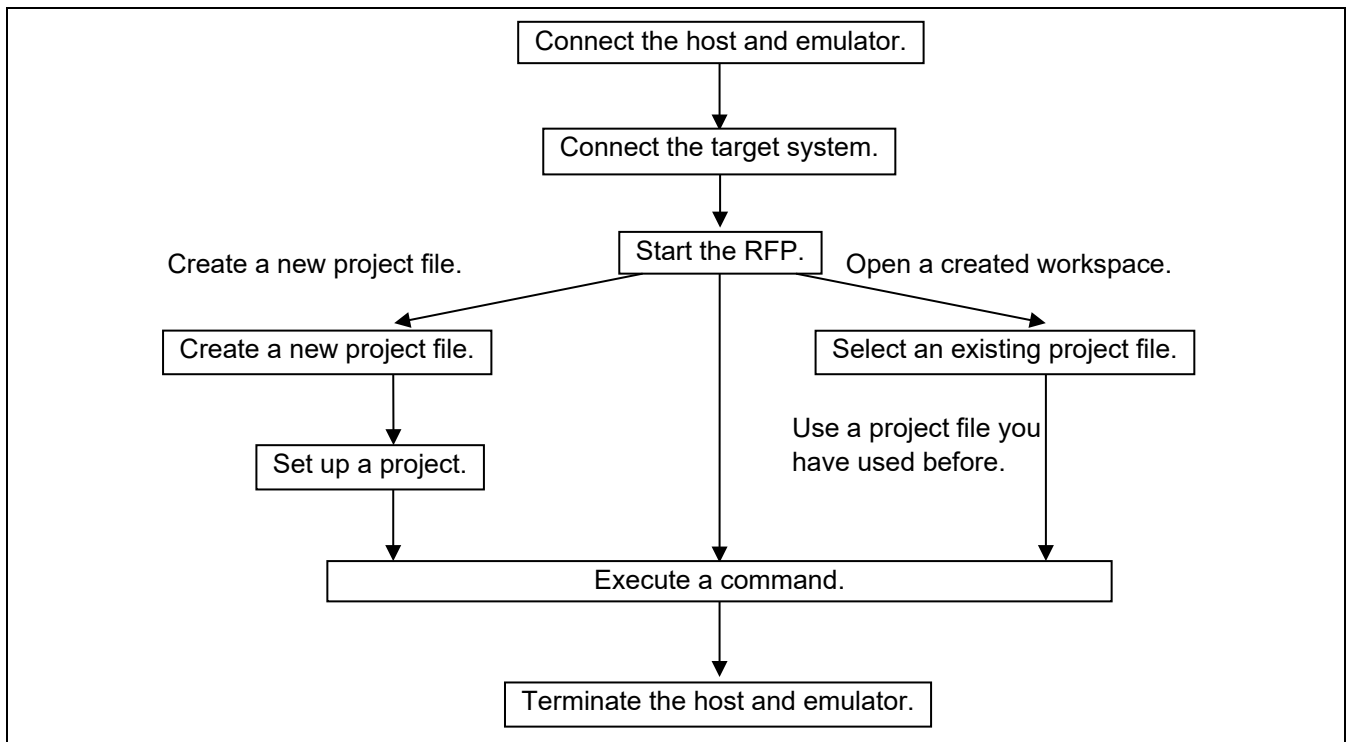 Connect the host and emulator.
Connect the target system.
Start the RFP.
Create a new project file.
Open a created workspace.
Create a new project file.
Select an existing project file.
Use a project file you
have used before.
Set up a project.
Execute a command.
Terminate the host and emulator.